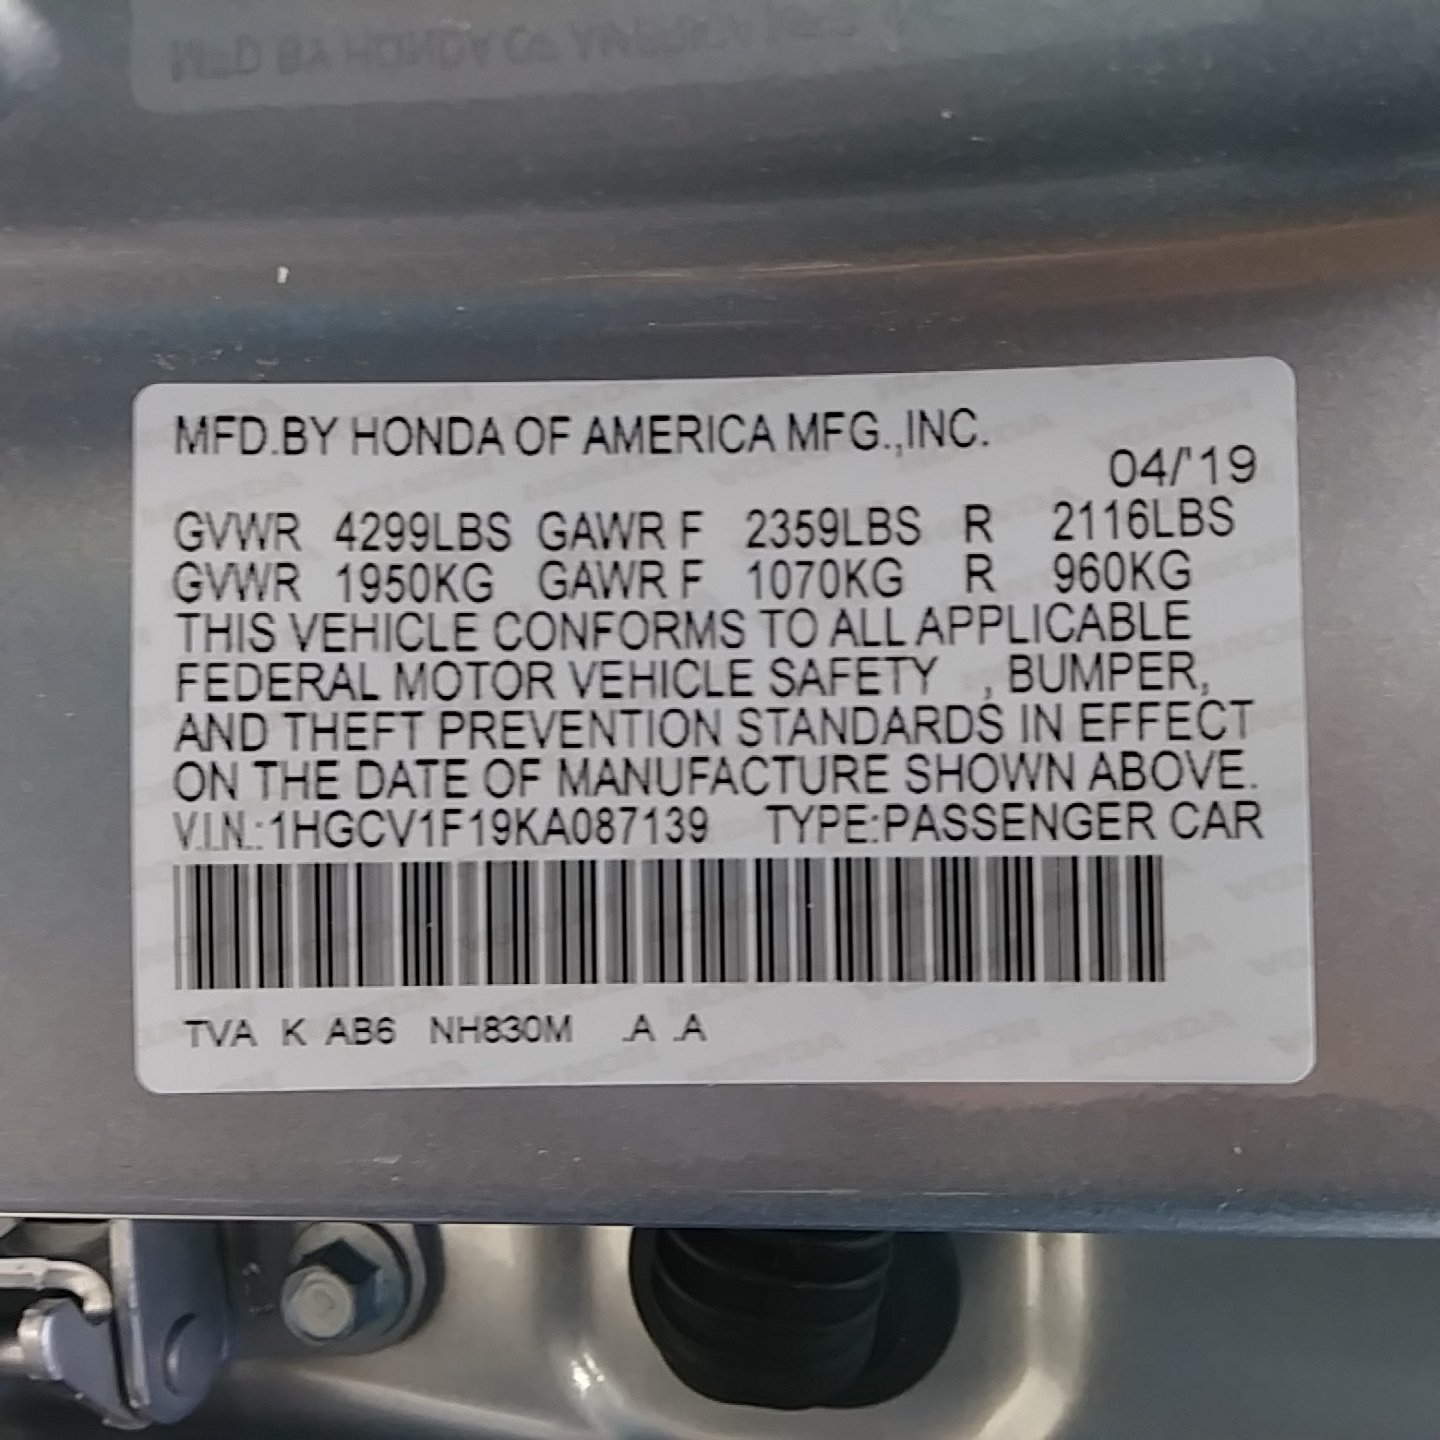 MFD.BY HONDA OF AMERICA MFG.,INC.
04/'19
GVWR 4299LBS GAWR F 2359LBS R 2116LBS
GVWR 1950KG GAWR F 1070KG R 960KG
THIS VEHICLE CONFORMS TO ALL APPLICABLE
FEDERAL MOTOR VEHICLE SAFETY , BUMPER,
AND THEFT PREVENTION STANDARDS IN EFFECT
ON THE DATE OF MANUFACTURE SHOWN ABOVE.
V.I.N.:1HGCV1F19KA087139 TYPE:PASSENGER CAR
TVA K AB6 NH830M .A .A